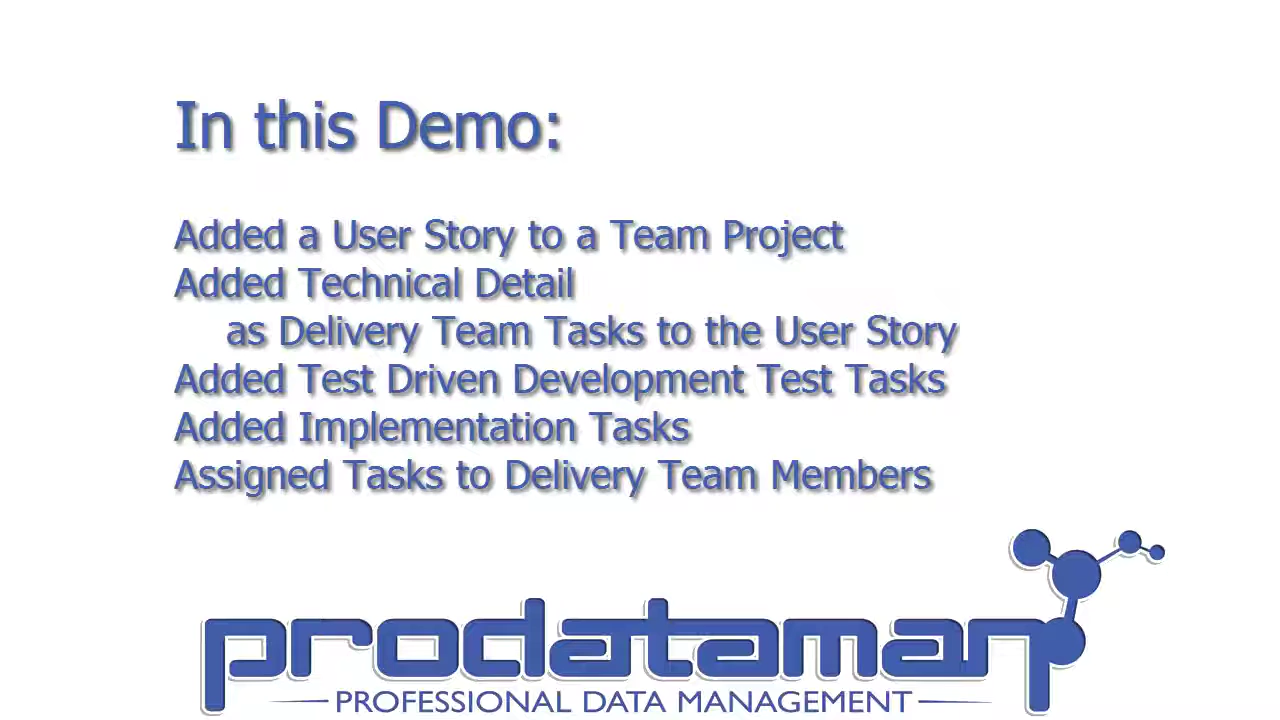 In this Demo:
Added a User Story to a Team Project
Added Technical Detail
as Delivery Team Tasks to the User Story
Added Test Driven Development Test Tasks
Added Implementation Tasks
Assigned Tasks to Delivery Team Members
prodataman
PROFESSIONAL DATA MANAGEMENT